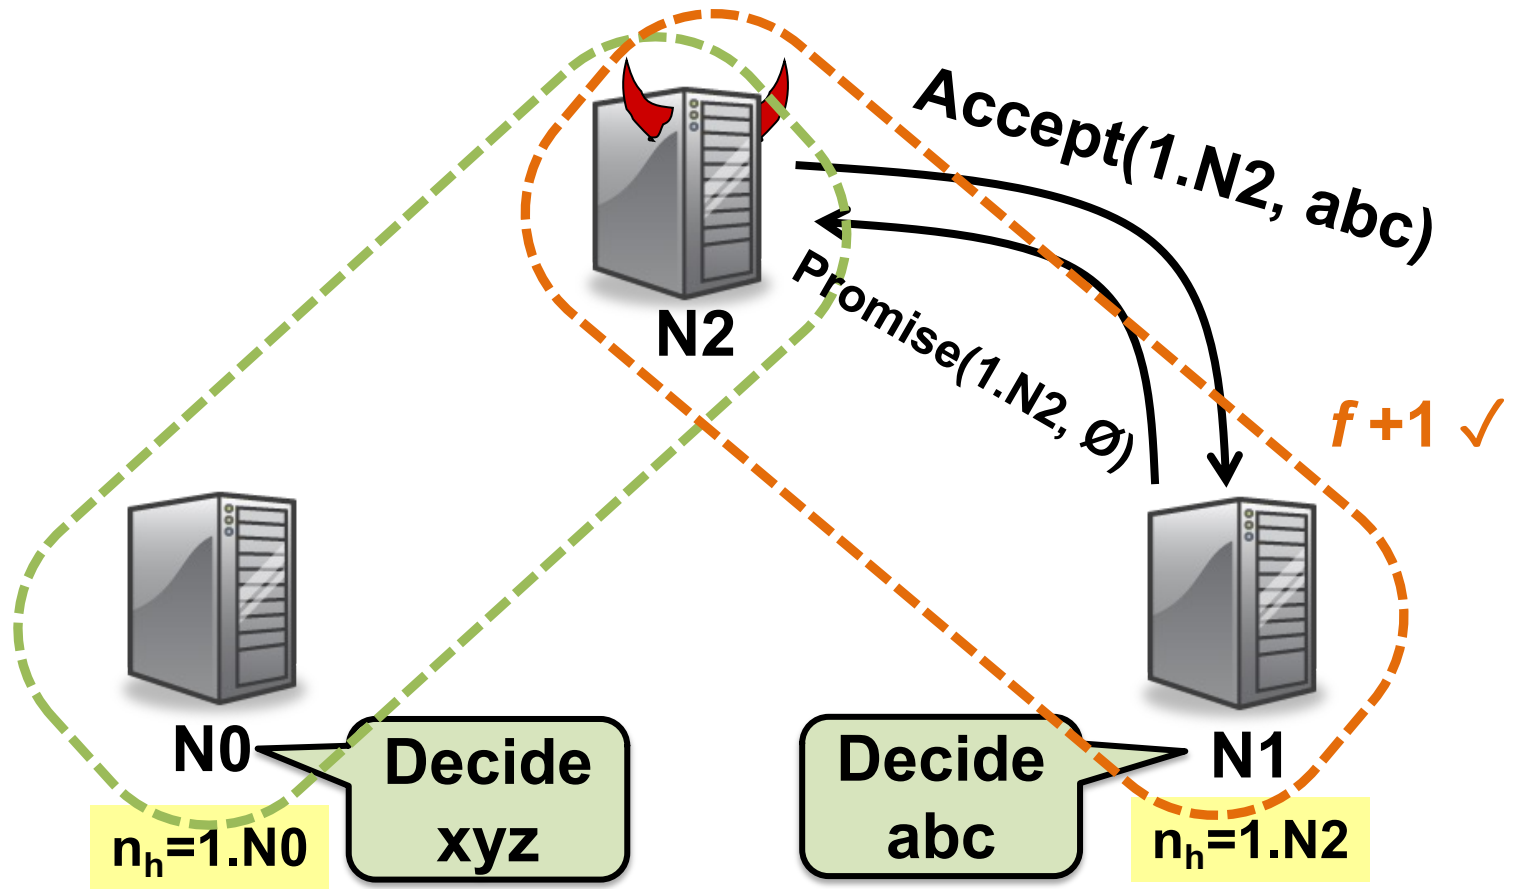 Accept(1.N2, abc)
Promise(1.N2, Ø)
N2
f +1 ✓
N0
Decide
xyz
Decide
abc
N1
nh=1.N0
nh=1.N2